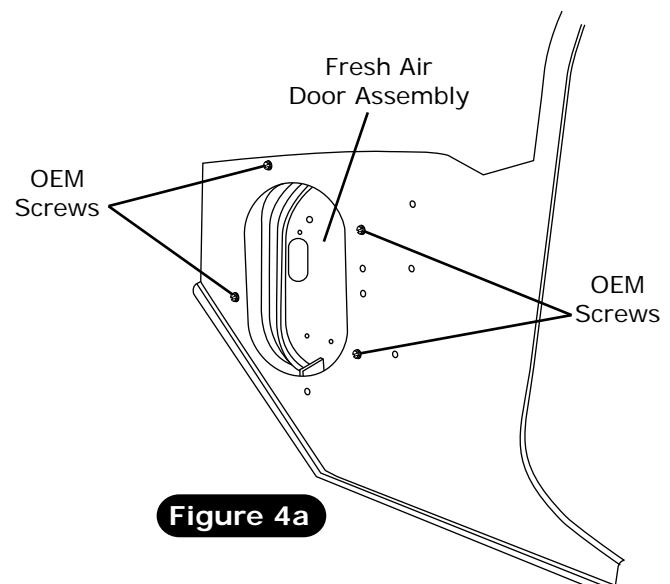 Fresh Air
Door Assembly
OEM
Screws
OEM
Screws
Figure 4a